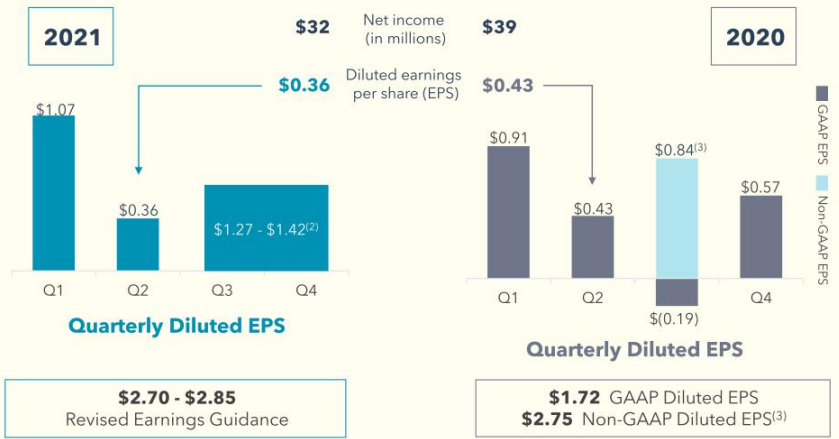 2021
$32 Net income (in millions) $39
2020
$0.36 Diluted earnings per share (EPS) $0.43
$1.07
$0.36
$1.27 - $1.42(2)
Q1 Q2 Q3 Q4
Quarterly Diluted EPS
$2.70 - $2.85
Revised Earnings Guidance
$0.91
$0.43
$0.84(3)
$0.57
Q1 Q2 Q4
$(0.19)
Quarterly Diluted EPS
GAAP EPS
Non-GAAP EPS
$1.72 GAAP Diluted EPS
$2.75 Non-GAAP Diluted EPS(3)